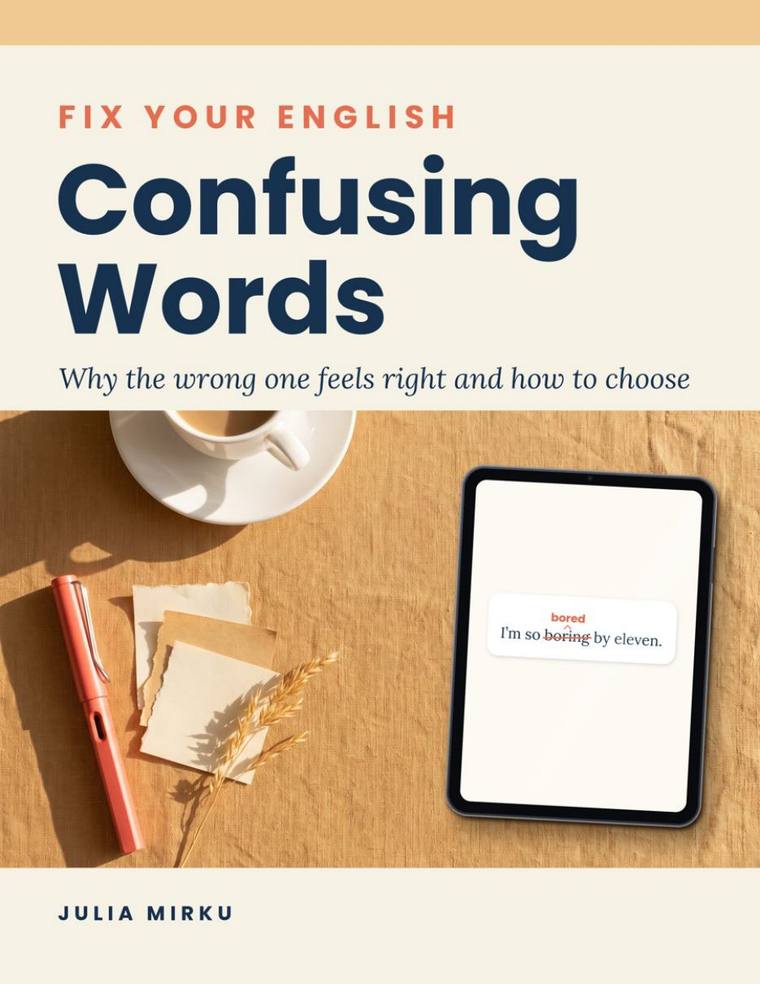 FIX YOUR ENGLISH
Confusing
Words
Why the wrong one feels right and how to choose
bored
I'm so boring by eleven.
JULIA MIRKU